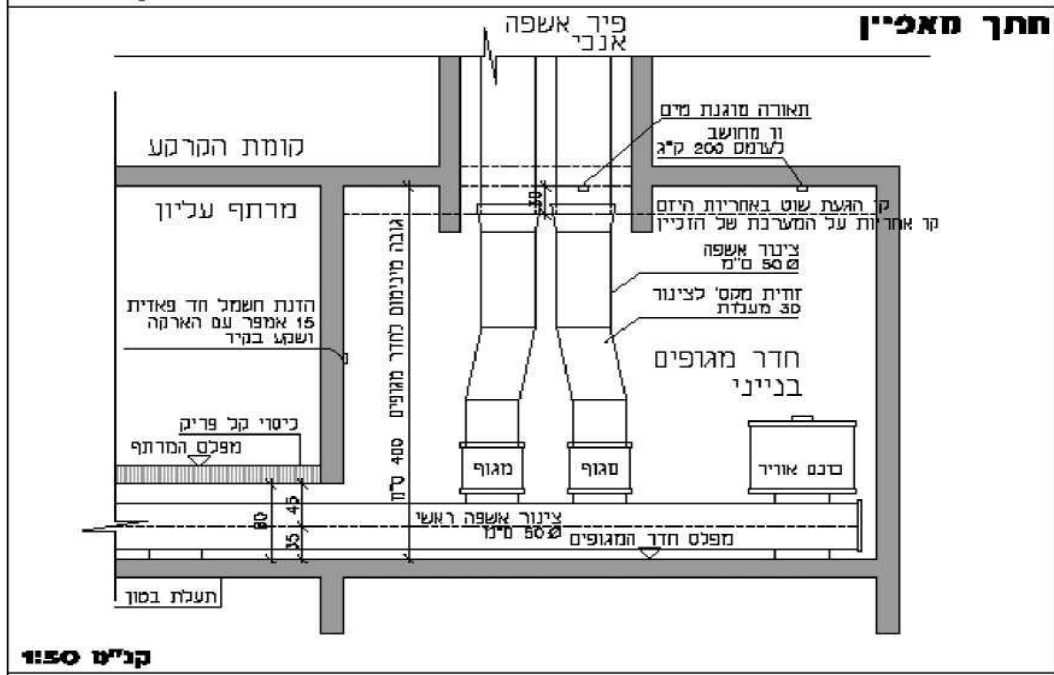 חתך מאפיין
פיר אשפה
אנכי
תאורה מוגנת מים
וו מחושב
לעומס 200 ק"ג
קומת הקרקע
מרתף עליון
30
קו הגעת שוט באחריות היזם
קו אחריות על המערכת של הזכיין
צינור אשפה
Ø 50 ס"מ
זווית מקס' לצינור
30 מעלות
הזנת חשמל חד פאזית
15 אמפר עם הארקה
ושקע בקיר
גובה מינימום לחדר מגופים 400 ס"מ
חדר מגופים
בנייני
כיסוי קל פריק
מפלס המרתף
מגוף
מגוף
כונס אוויר
80
45
35
צינור אשפה ראשי
Ø 50 ס"מ
מפלס חדר המגופים
תעלת בטון
קנ"מ 1:50